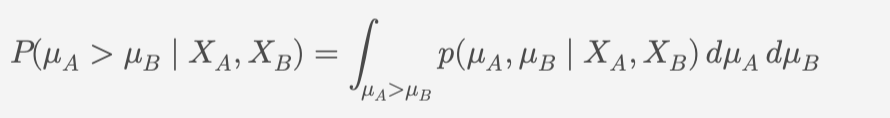 P(μ_A > μ_B | X_A, X_B) = ∫_{μ_A>μ_B} p(μ_A, μ_B | X_A, X_B) dμ_A dμ_B